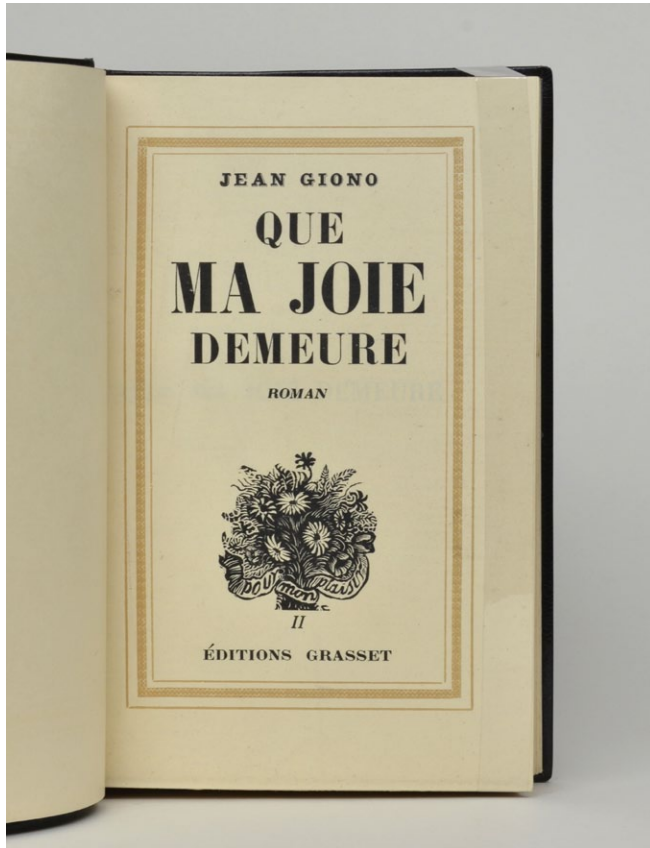 JEAN GIONO
QUE
MA JOIE
DEMEURE
ROMAN
pour mon plaisir
II
ÉDITIONS GRASSET